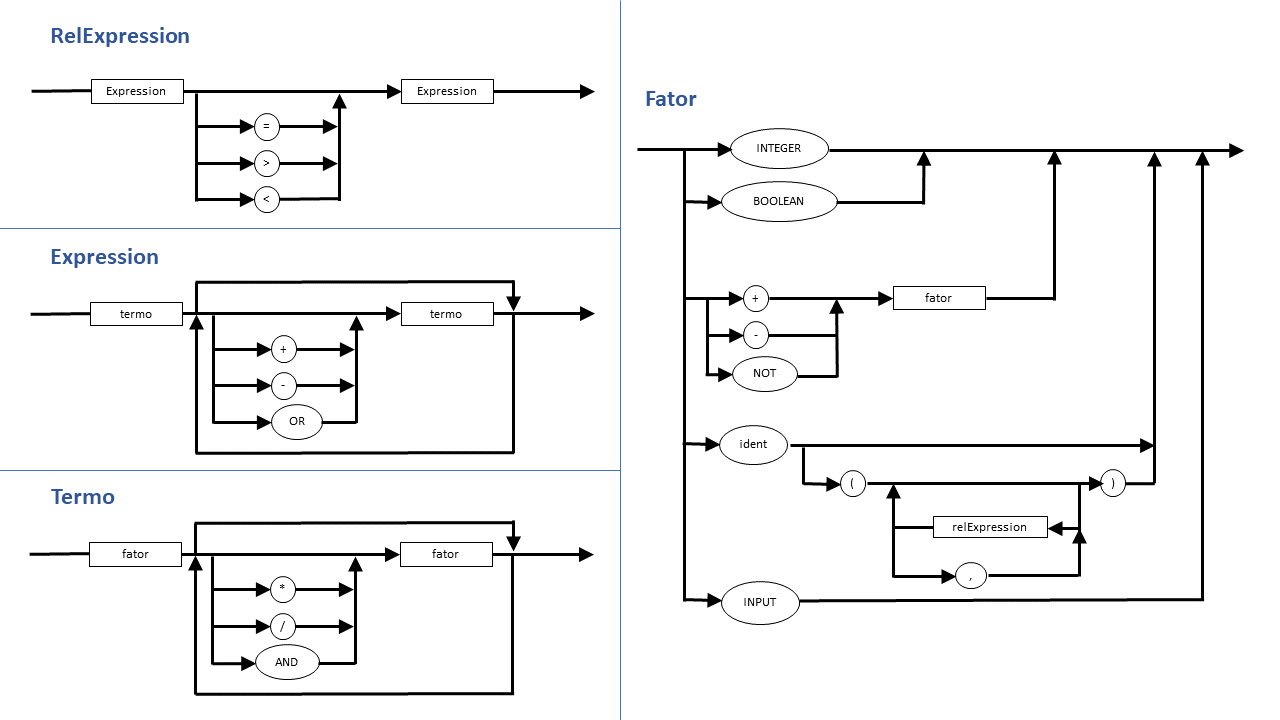 RelExpression
Expression
Expression
=
>
<
Expression
termo
termo
+
-
OR
Termo
fator
fator
*
/
AND
Fator
INTEGER
BOOLEAN
+
fator
-
NOT
ident
(
)
relExpression
,
INPUT